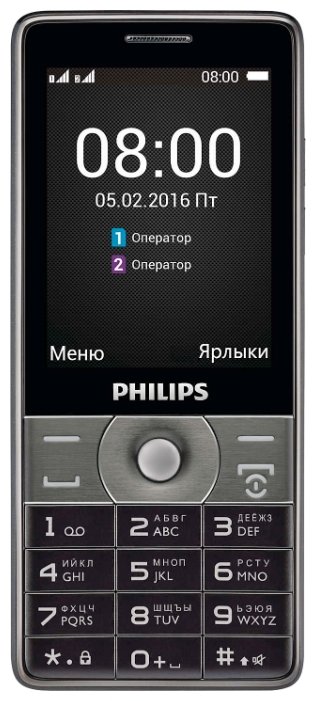 1 2 08:00
08:00
05.02.2016 Пт
1 Оператор
2 Оператор
Меню Ярлыки
PHILIPS
1 2 АБВГ ABC 3 ДЕЁЖЗ DEF
4 ИЙКЛ GHI 5 МНОП JKL 6 РСТУ MNO
7 ФХЦЧ PQRS 8 ШЩЪЫ TUV 9 ЬЭЮЯ WXYZ
*. 0+ #